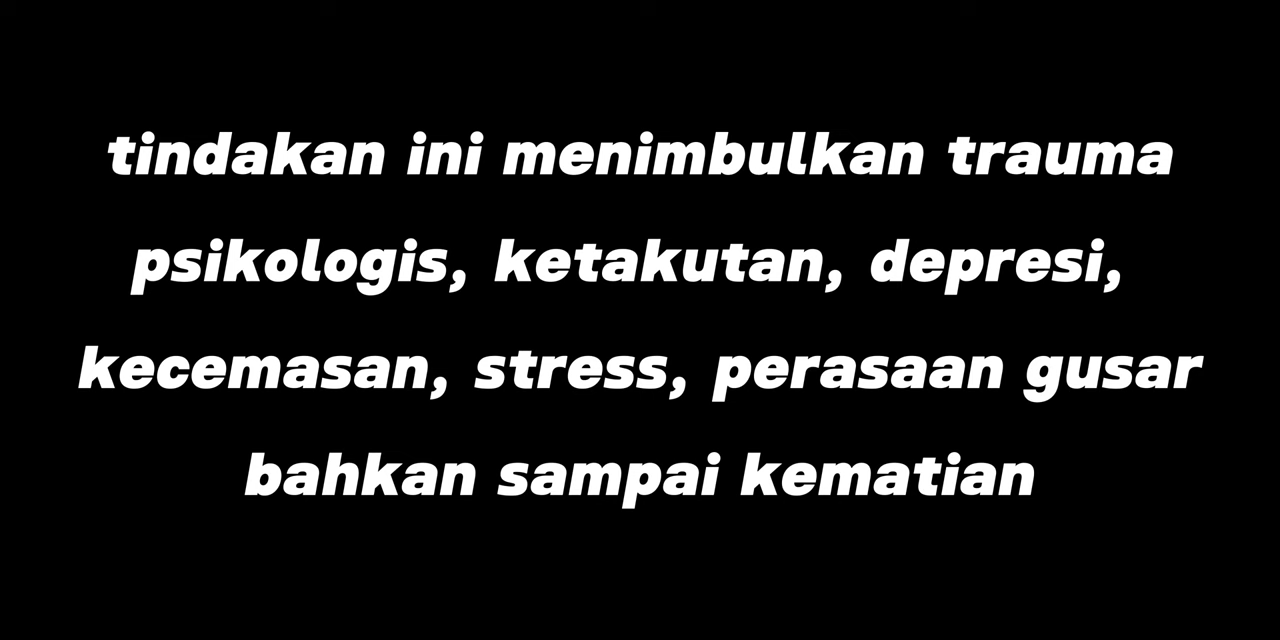 tindakan ini menimbulkan trauma
psikologis, ketakutan, depresi,
kecemasan, stress, perasaan gusar
bahkan sampai kematian